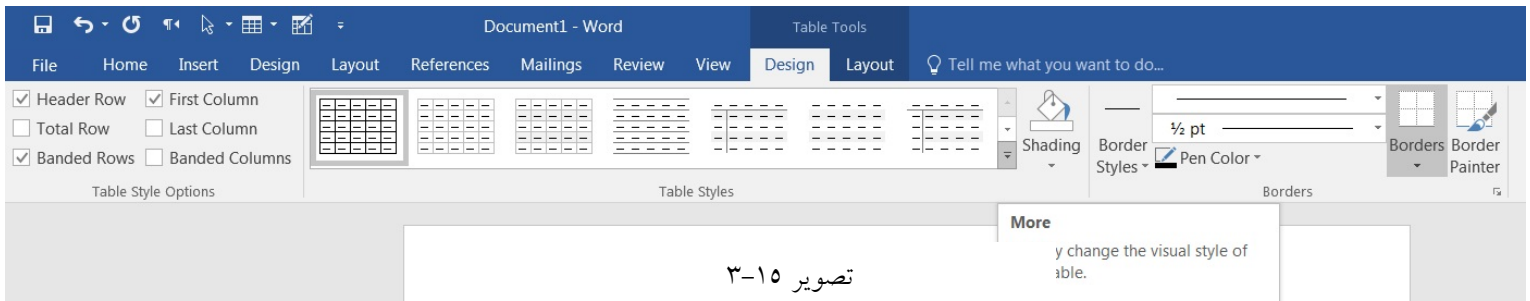 Document1 - Word
Table Tools
File Home Insert Design Layout References Mailings Review View Design Layout Tell me what you want to do...
Header Row First Column
Total Row Last Column
Banded Rows Banded Columns
Table Style Options
Table Styles
Shading
Border Styles
½ pt
Pen Color
Borders
Border Painter
Borders
More
y change the visual style of
able.
تصویر ۱۵-۳